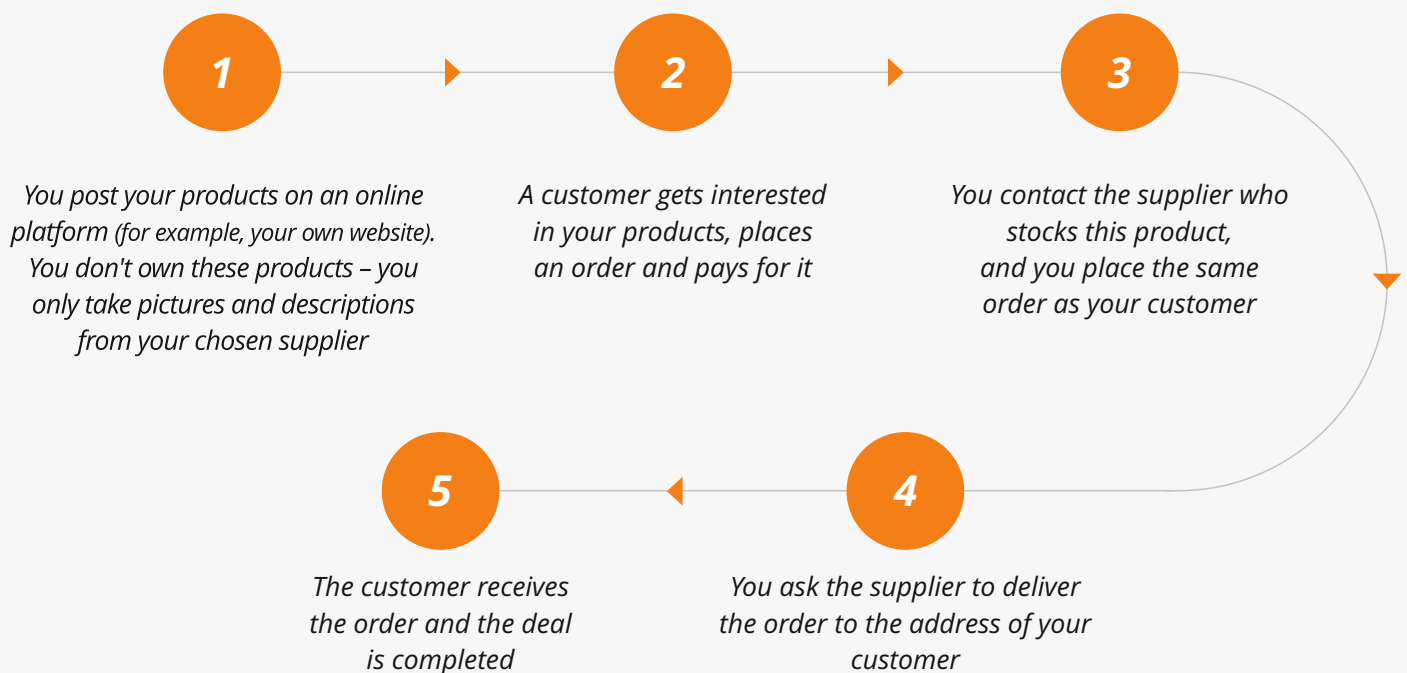 1
You post your products on an online
platform (for example, your own website).
You don't own these products – you
only take pictures and descriptions
from your chosen supplier
2
A customer gets interested
in your products, places
an order and pays for it
3
You contact the supplier who
stocks this product,
and you place the same
order as your customer
4
You ask the supplier to deliver
the order to the address of your
customer
5
The customer receives
the order and the deal
is completed